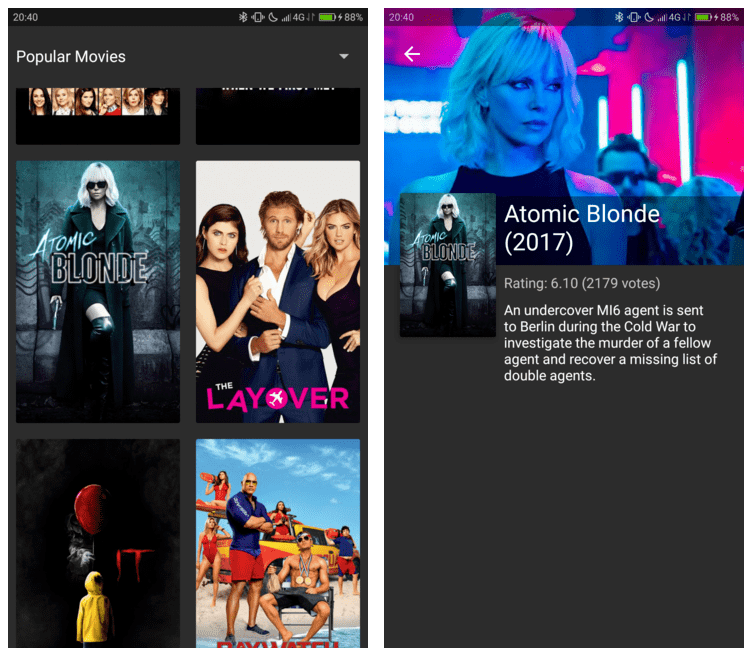 20:40
4G
88%
Popular Movies
ATOMIC
BLONDE
THE
LAYOVER
IT
BAYWATCH
20:40
4G
88%
ATOMIC
BLONDE
Atomic Blonde
(2017)
Rating: 6.10 (2179 votes)
An undercover MI6 agent is sent
to Berlin during the Cold War to
investigate the murder of a fellow
agent and recover a missing list of
double agents.